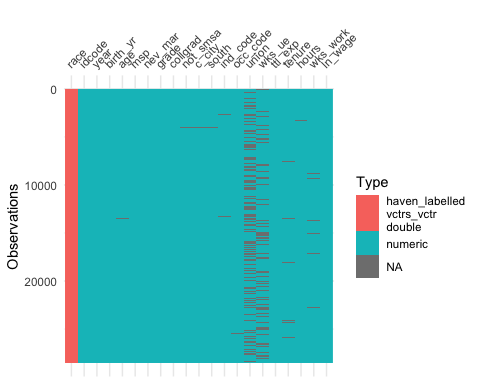 race
idcode
year
birth_yr
age
msp
nev_mar
grade
collgrad
not_smsa
c_city
south
ind_code
occ_code
union
wks_ue
ttl_exp
tenure
hours
wks_work
ln_wage
0
10000
20000
Observations
Type
haven_labelled
vctrs_vctr
double
numeric
NA